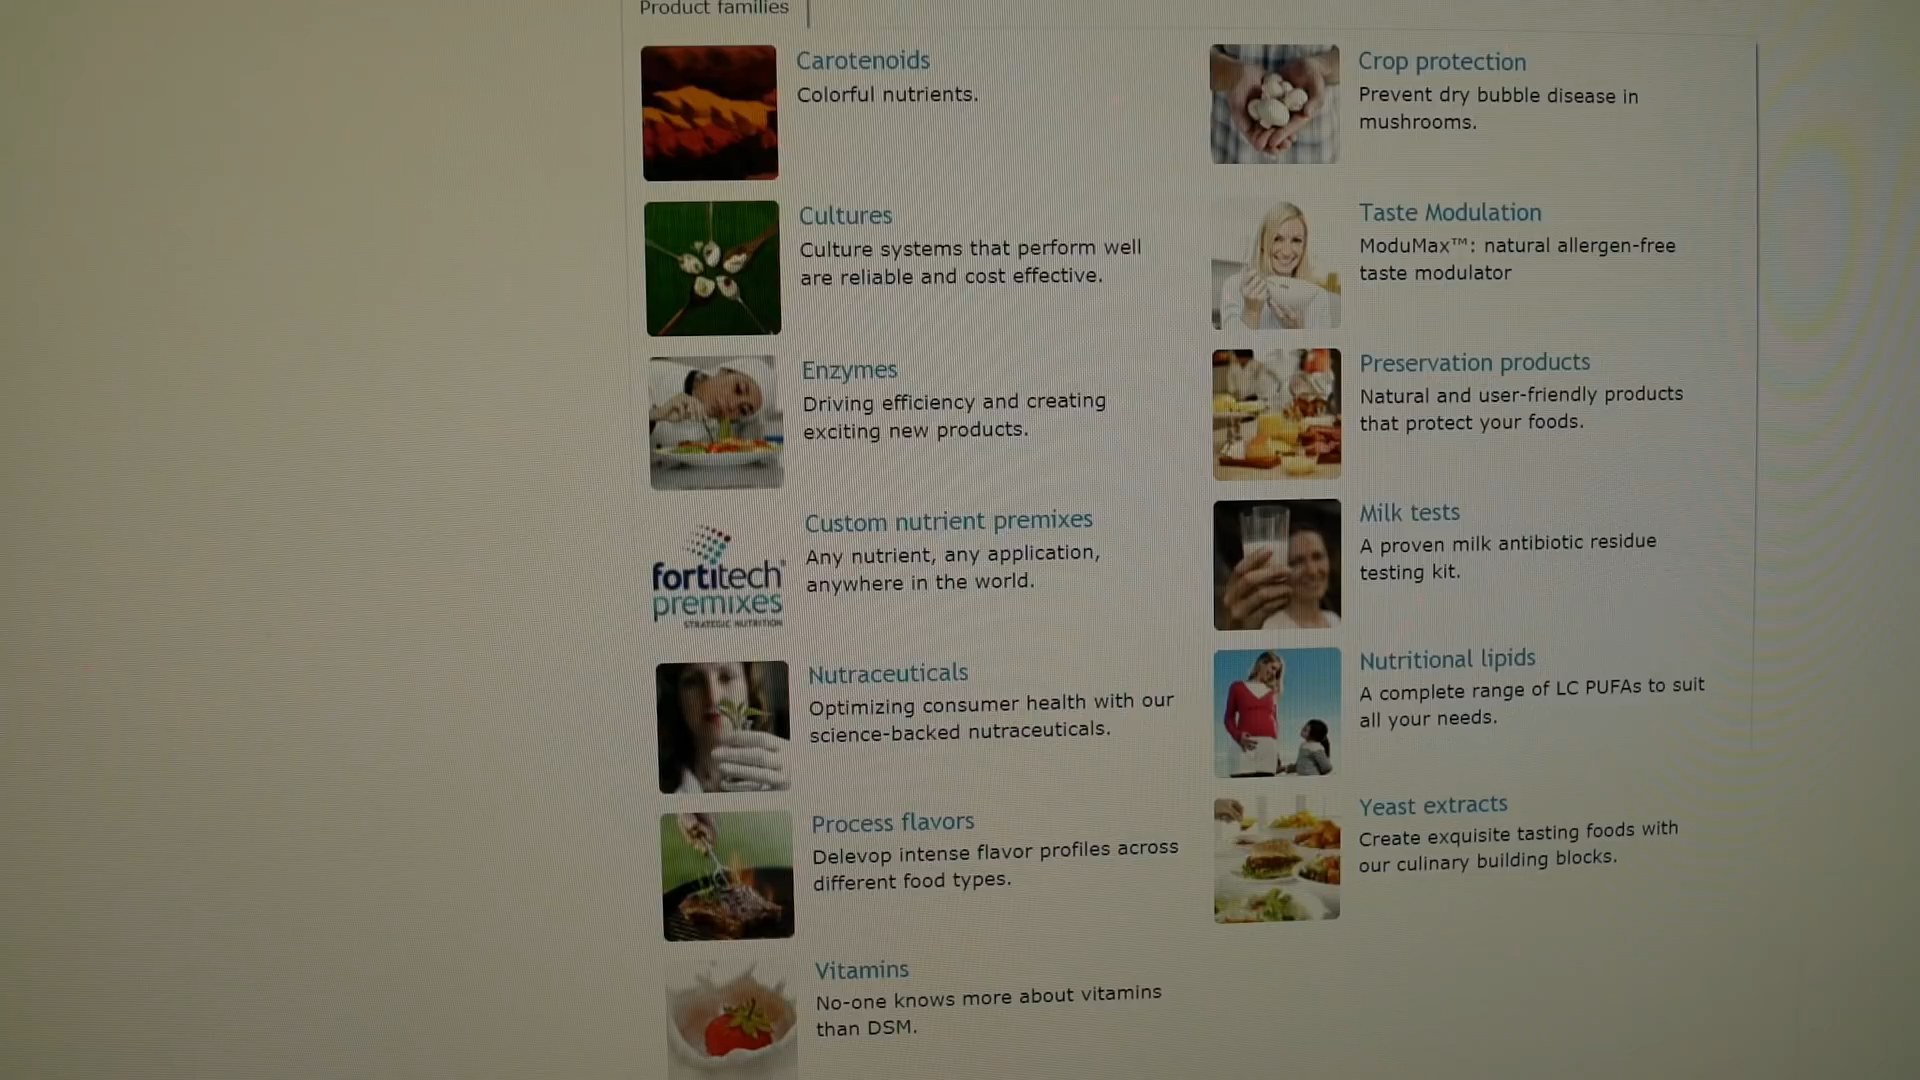 Product families
Carotenoids
Colorful nutrients.
Cultures
Culture systems that perform well
are reliable and cost effective.
Enzymes
Driving efficiency and creating
exciting new products.
fortitech®
premixes
STRATEGIC NUTRITION
Custom nutrient premixes
Any nutrient, any application,
anywhere in the world.
Nutraceuticals
Optimizing consumer health with our
science-backed nutraceuticals.
Process flavors
Delevop intense flavor profiles across
different food types.
Vitamins
No-one knows more about vitamins
than DSM.
Crop protection
Prevent dry bubble disease in
mushrooms.
Taste Modulation
ModuMax™: natural allergen-free
taste modulator
Preservation products
Natural and user-friendly products
that protect your foods.
Milk tests
A proven milk antibiotic residue
testing kit.
Nutritional lipids
A complete range of LC PUFAs to suit
all your needs.
Yeast extracts
Create exquisite tasting foods with
our culinary building blocks.